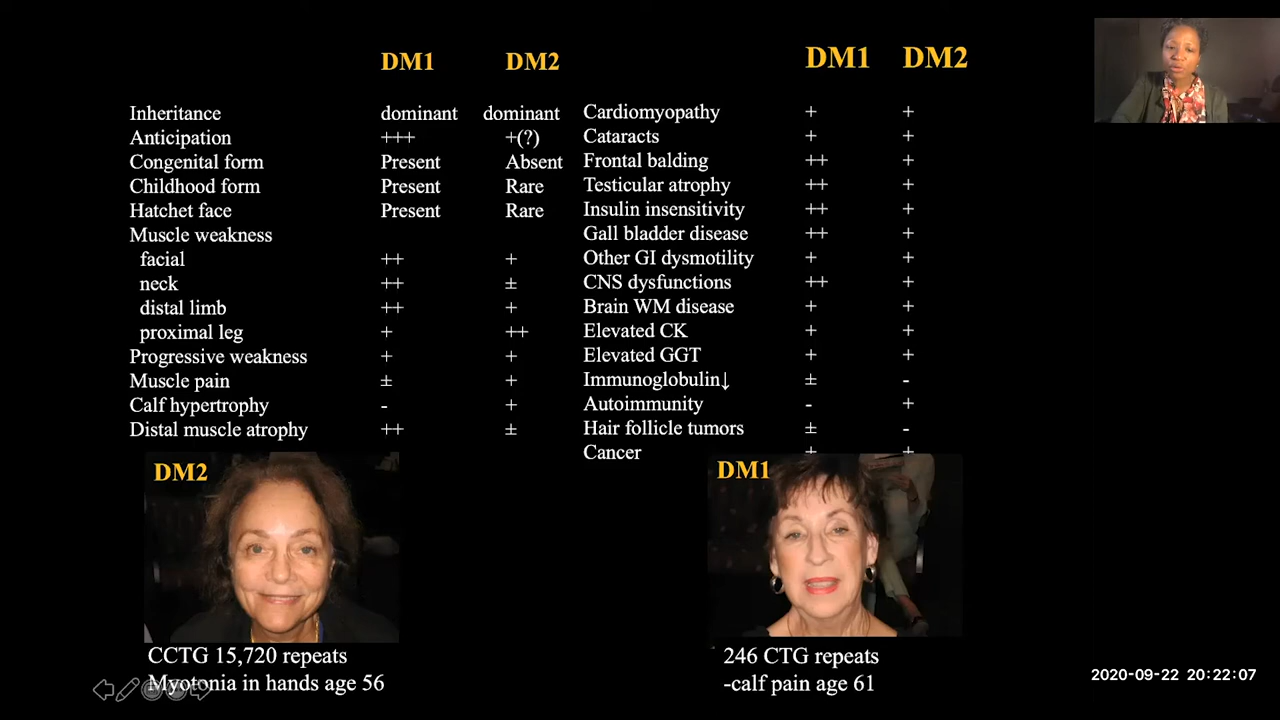 DM1 DM2
Inheritance dominant dominant
Anticipation +++ +(?)
Congenital form Present Absent
Childhood form Present Rare
Hatchet face Present Rare
Muscle weakness
facial ++ +
neck ++ ±
distal limb ++ +
proximal leg + ++
Progressive weakness + +
Muscle pain ± +
Calf hypertrophy - +
Distal muscle atrophy ++ ±
DM1 DM2
Cardiomyopathy + +
Cataracts + +
Frontal balding ++ +
Testicular atrophy ++ +
Insulin insensitivity ++ +
Gall bladder disease ++ +
Other GI dysmotility + +
CNS dysfunctions ++ +
Brain WM disease + +
Elevated CK + +
Elevated GGT + +
Immunoglobulin↓ ± -
Autoimmunity - +
Hair follicle tumors ± -
Cancer + +
DM2
CCTG 15,720 repeats
Myotonia in hands age 56
DM1
246 CTG repeats
-calf pain age 61
2020-09-22 20:22:07